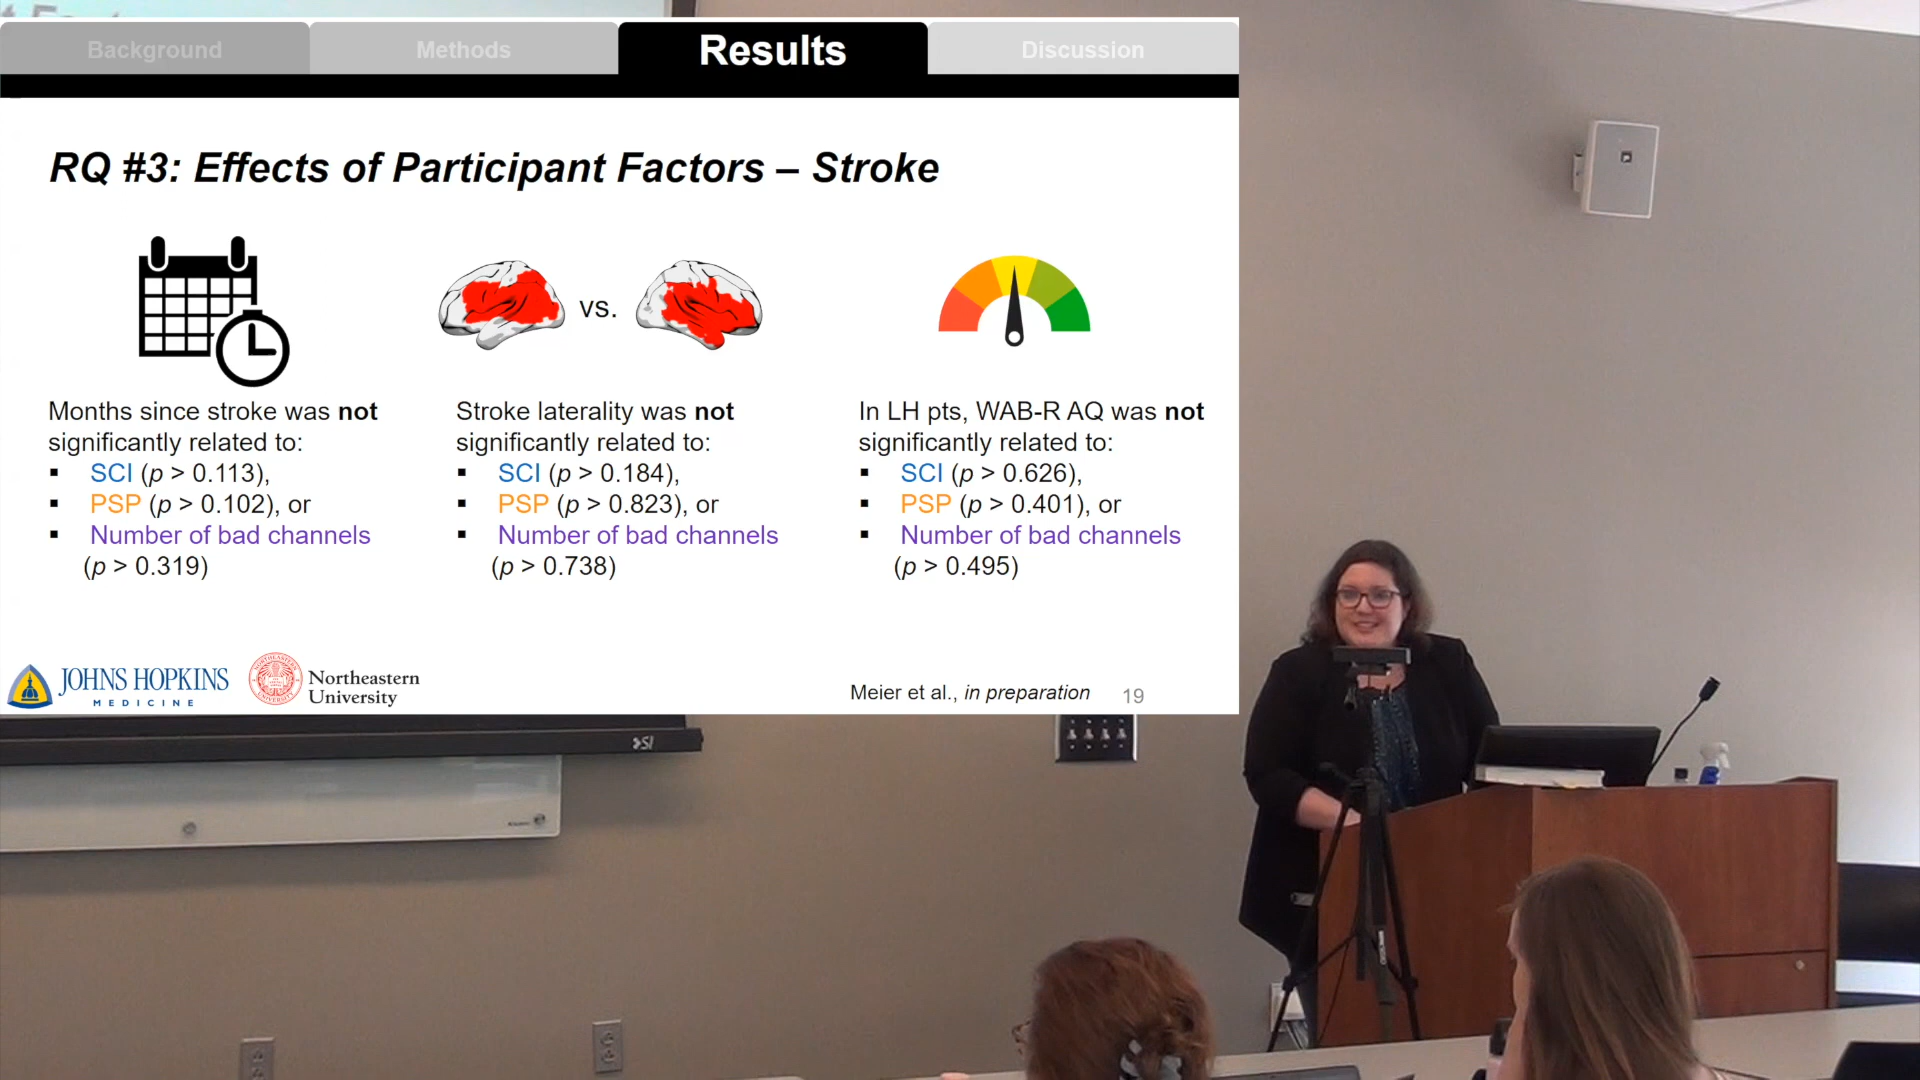 Background
Methods
Results
Discussion
RQ #3: Effects of Participant Factors – Stroke
vs.
Months since stroke was not
significantly related to:
▪ SCI (p > 0.113),
▪ PSP (p > 0.102), or
▪ Number of bad channels
(p > 0.319)
Stroke laterality was not
significantly related to:
▪ SCI (p > 0.184),
▪ PSP (p > 0.823), or
▪ Number of bad channels
(p > 0.738)
In LH pts, WAB-R AQ was not
significantly related to:
▪ SCI (p > 0.626),
▪ PSP (p > 0.401), or
▪ Number of bad channels
(p > 0.495)
JOHNS HOPKINS
MEDICINE
Northeastern
University
Meier et al., in preparation
19